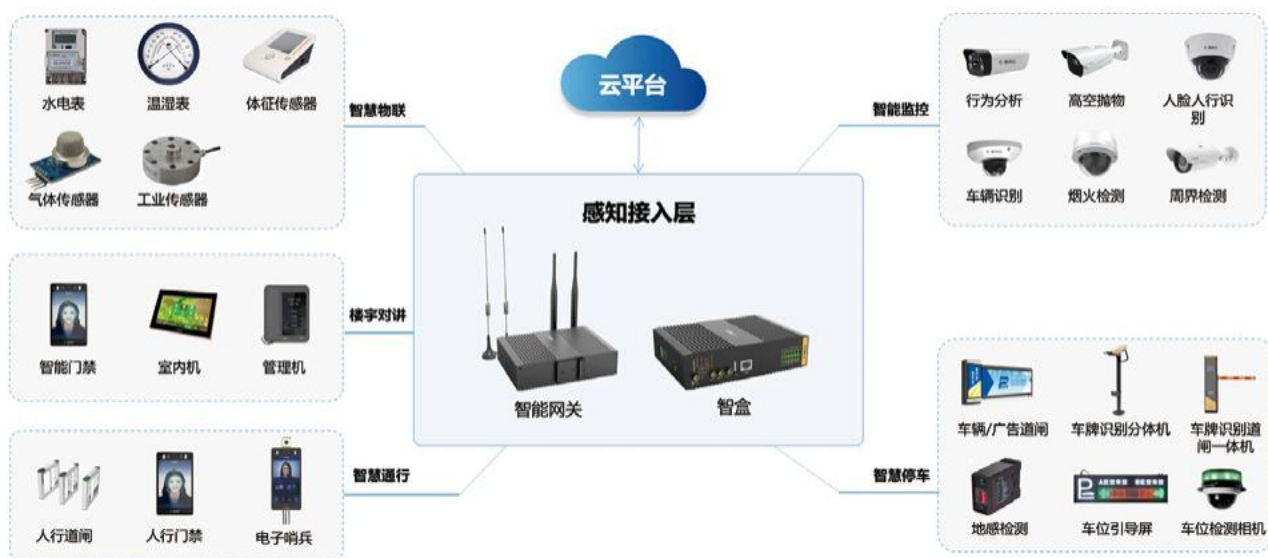 云平台
智慧物联
水电表
温湿表
体征传感器
气体传感器
工业传感器
楼宇对讲
智能门禁
室内机
管理机
智慧通行
人行道闸
人行门禁
电子哨兵
感知接入层
智能网关
智盒
智能监控
行为分析
高空抛物
人脸人行识
别
车辆识别
烟火检测
周界检测
智慧停车
车辆/广告道闸
车牌识别分体机
车牌识别道
闸一体机
地感检测
车位引导屏
车位检测相机